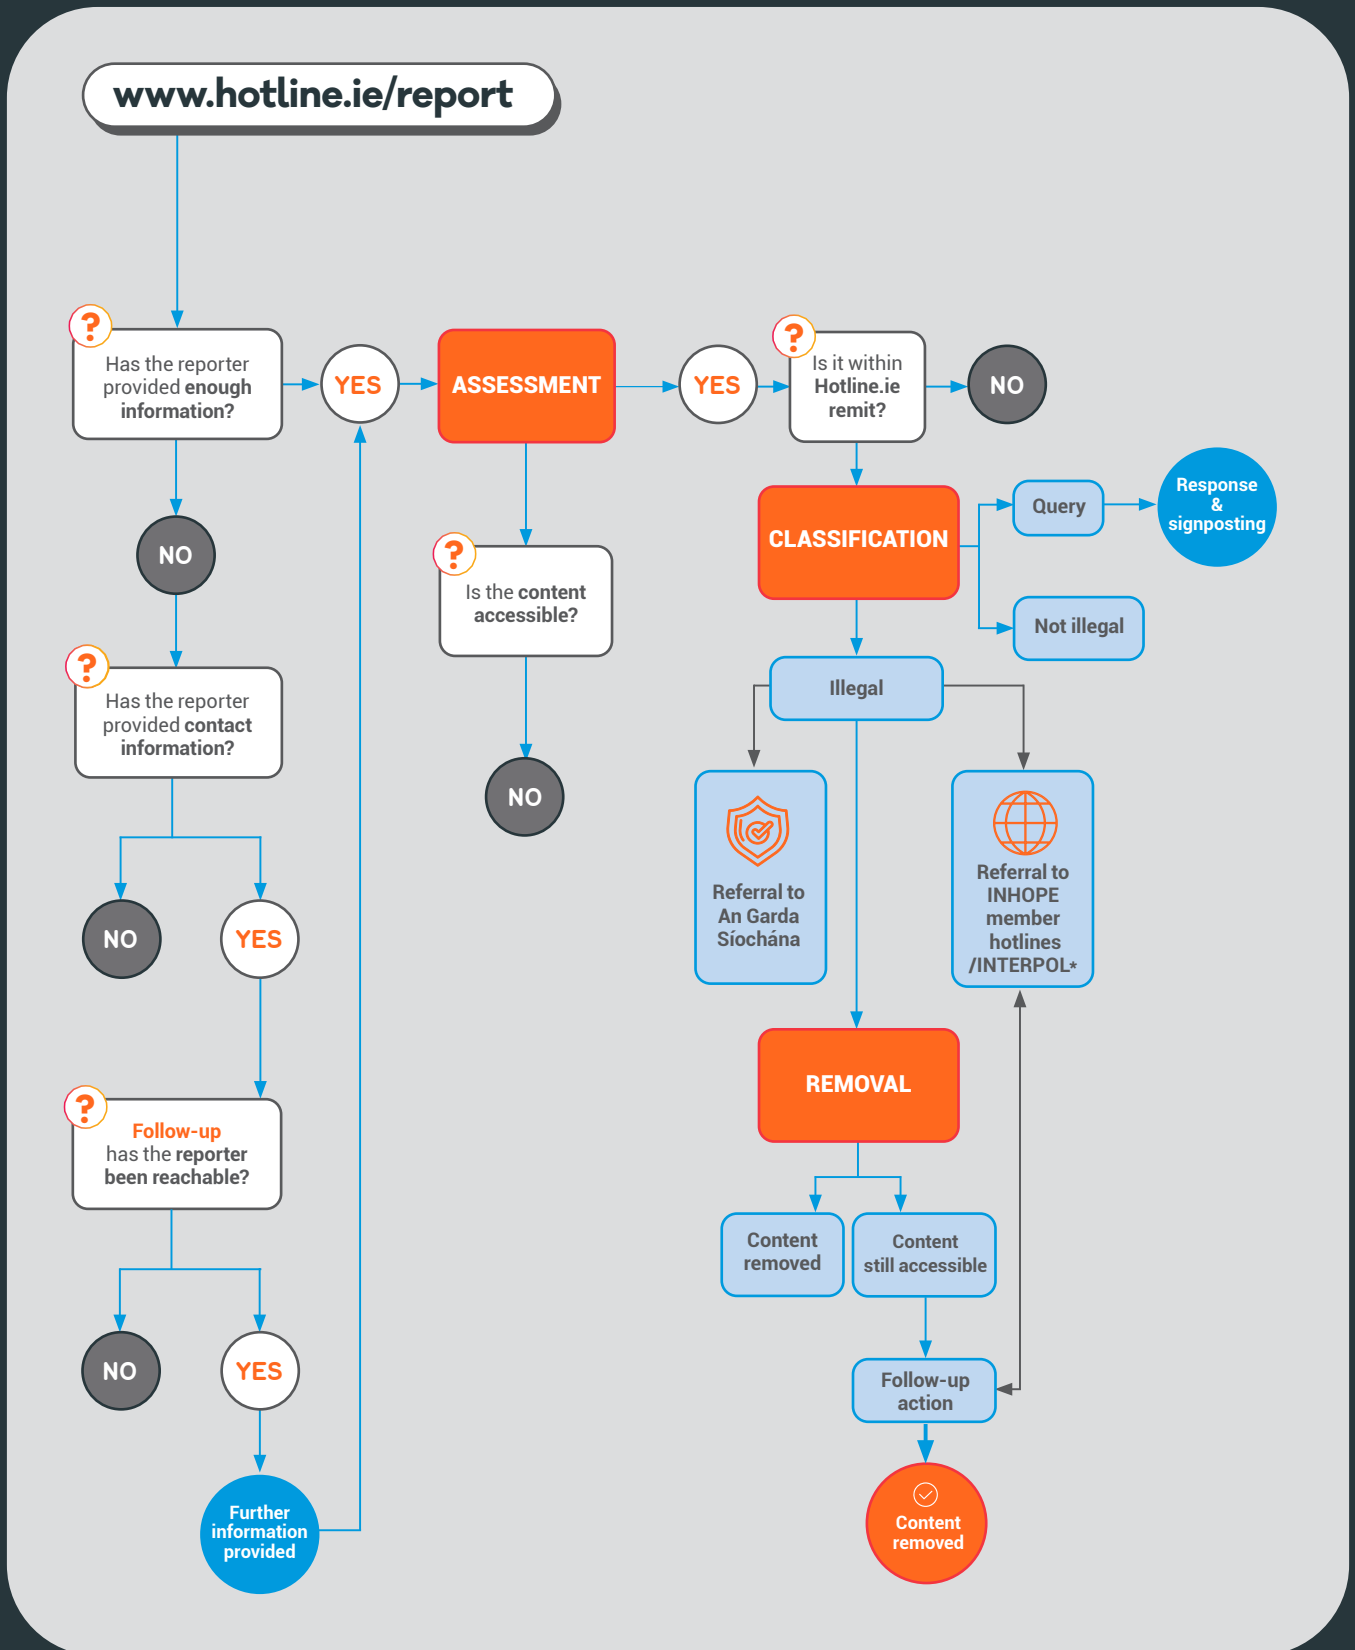 www.hotline.ie/report
?
Has the reporter
provided enough
information?
YES
ASSESSMENT
YES
?
Is it within
Hotline.ie
remit?
NO
NO
?
Is the content
accessible?
NO
CLASSIFICATION
Query
Response
&
signposting
Not illegal
?
Has the reporter
provided contact
information?
NO
YES
Illegal
Referral to
An Garda
Síochána
Referral to
INHOPE
member
hotlines
/INTERPOL*
?
Follow-up
has the reporter
been reachable?
NO
YES
Further
information
provided
REMOVAL
Content
removed
Content
still accessible
Follow-up
action
Content
removed